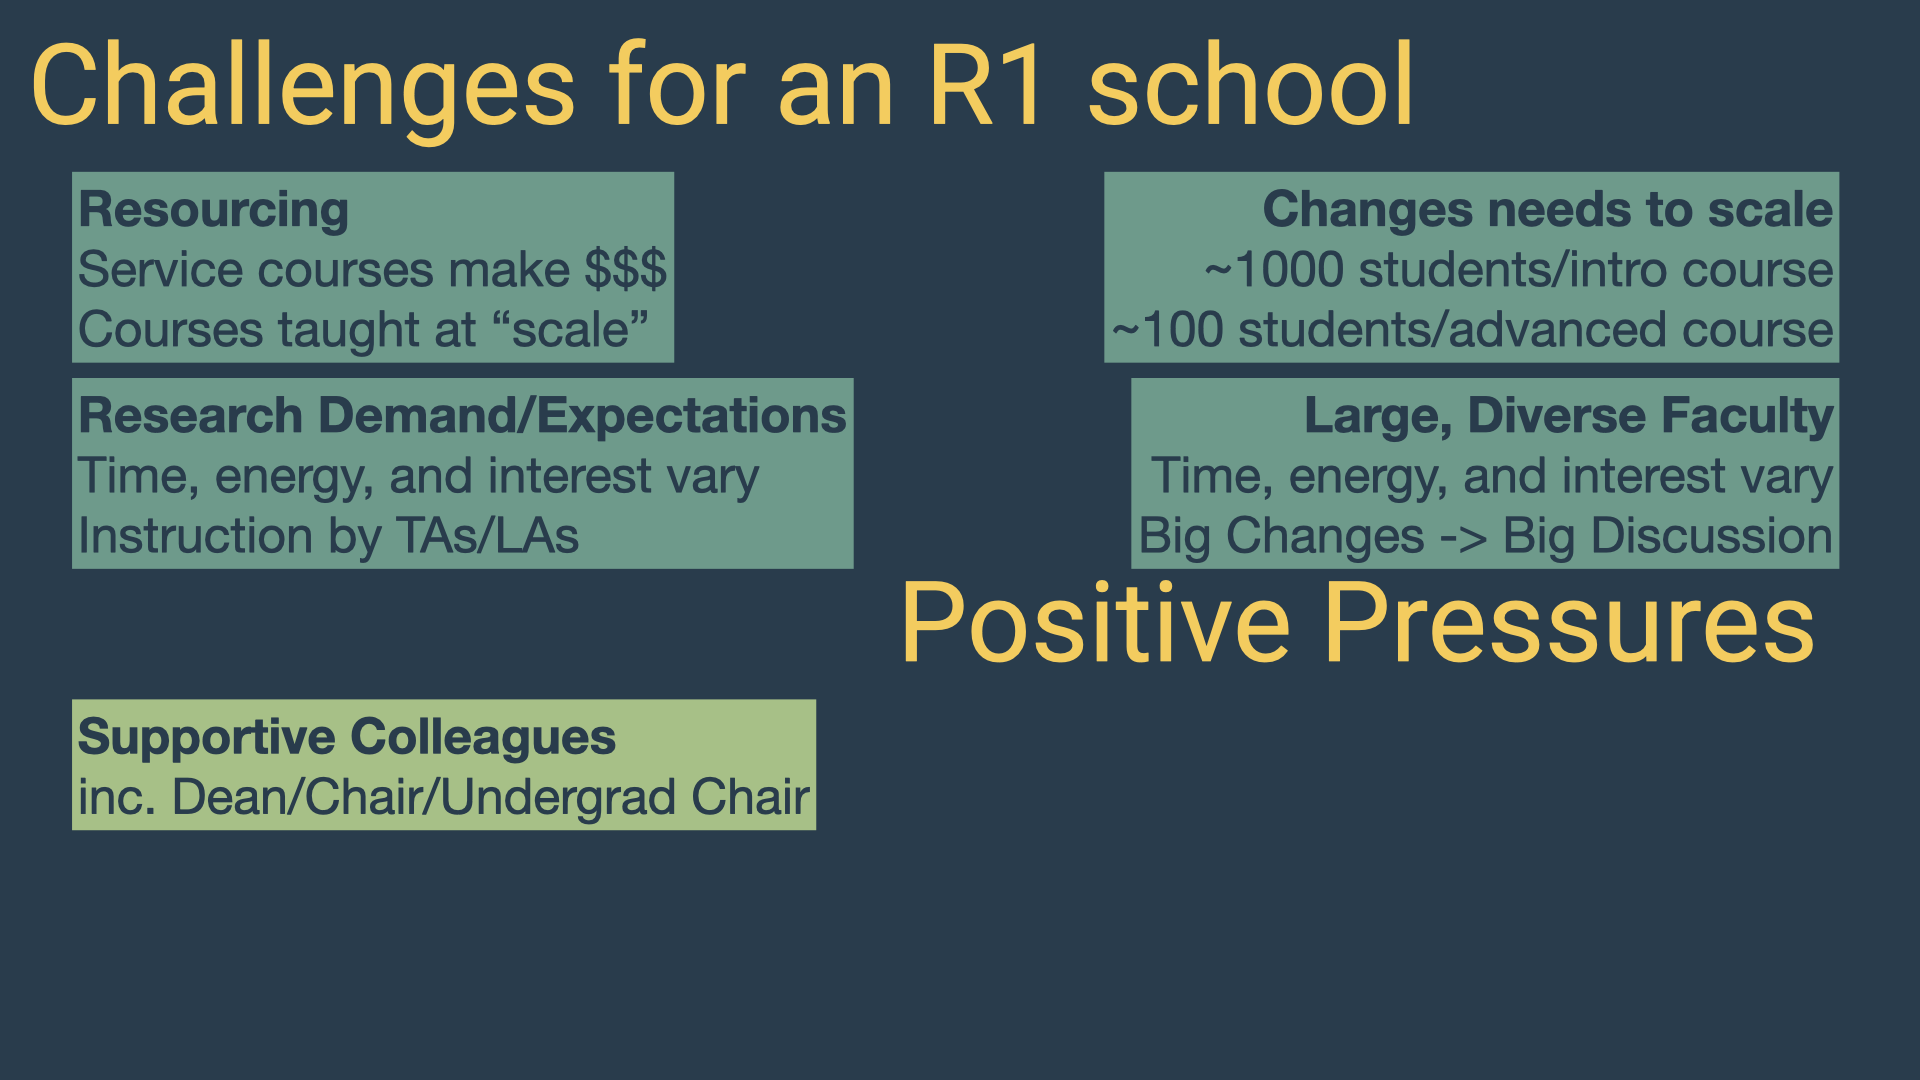 Challenges for an R1 school
Resourcing
Service courses make $$$
Courses taught at “scale”
Changes needs to scale
~1000 students/intro course
~100 students/advanced course
Research Demand/Expectations
Time, energy, and interest vary
Instruction by TAs/LAs
Large, Diverse Faculty
Time, energy, and interest vary
Big Changes -> Big Discussion
Positive Pressures
Supportive Colleagues
inc. Dean/Chair/Undergrad Chair